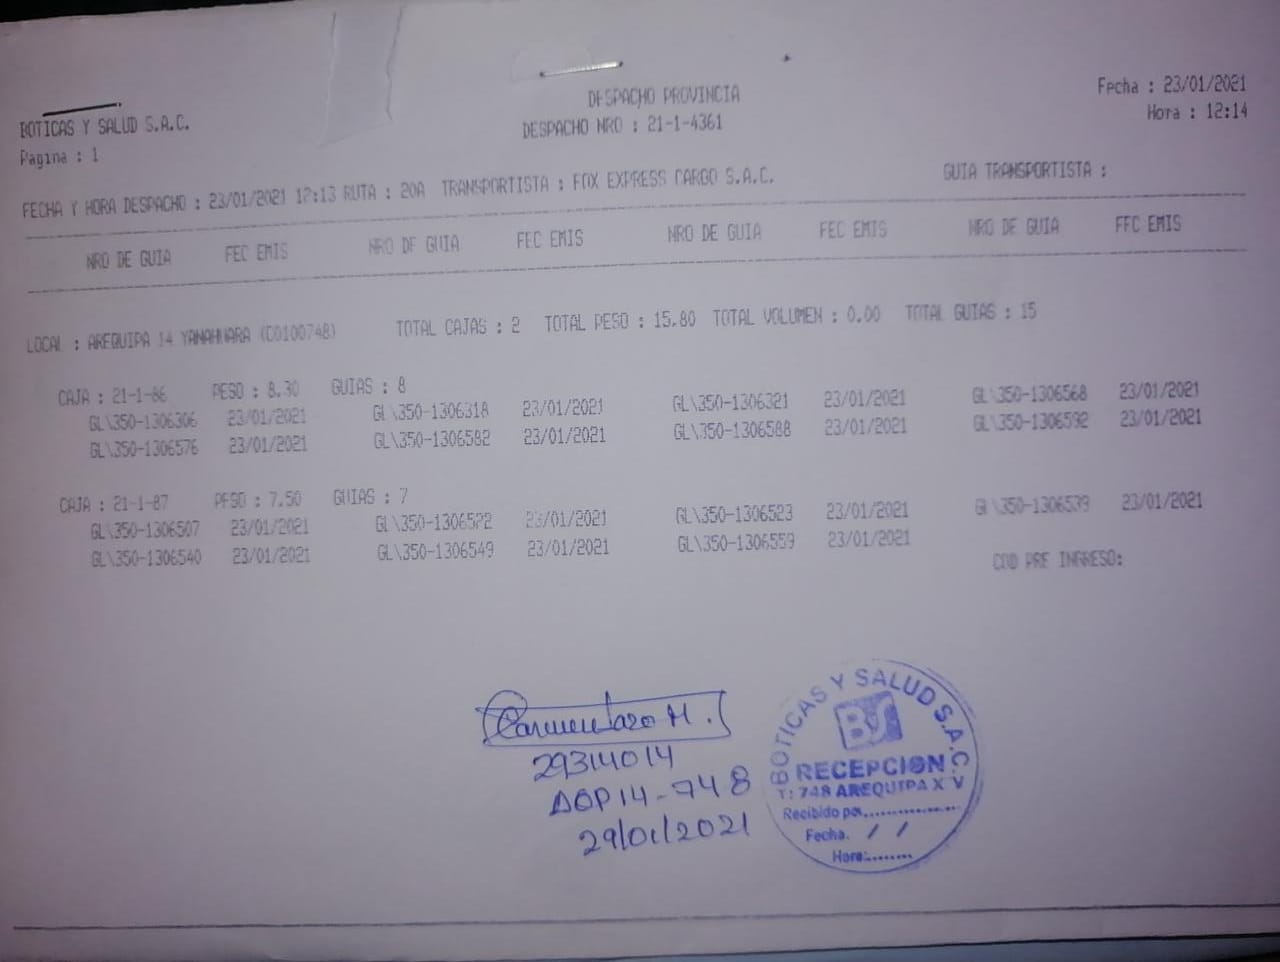 BOTICAS Y SALUD S.A.C.
Pagina : 1
DESPACHO PROVINCIA
DESPACHO NRO : 21-1-4361
Fecha : 23/01/2021
Hora : 12:14
FECHA Y HORA DESPACHO : 23/01/2021 12:13 RUTA : 20A TRANSPORTISTA : FOX EXPRESS CARGO S.A.C. GUIA TRANSPORTISTA :
NRO DE GUIA FEC EMIS NRO DE GUIA FEC EMIS NRO DE GUIA FEC EMIS NRO DE GUIA FEC EMIS
LOCAL : AREQUIPA 14 YANAHUARA (C0100748) TOTAL CAJAS : 2 TOTAL PESO : 15.80 TOTAL VOLUMEN : 0.00 TOTAL GUIAS : 15
CAJA : 21-1-86 PESO : 8.30 GUIAS : 8
GL\350-1306306 23/01/2021 GL\350-1306318 23/01/2021 GL\350-1306321 23/01/2021 GL\350-1306568 23/01/2021
GL\350-1306576 23/01/2021 GL\350-1306582 23/01/2021 GL\350-1306588 23/01/2021 GL\350-1306592 23/01/2021
CAJA : 21-1-87 PESO : 7.50 GUIAS : 7
GL\350-1306507 23/01/2021 GL\350-1306522 23/01/2021 GL\350-1306523 23/01/2021 GL\350-1306539 23/01/2021
GL\350-1306540 23/01/2021 GL\350-1306549 23/01/2021 GL\350-1306559 23/01/2021
COD PRE INGRESO:
29314014
AQP14-748
29/01/2021
BOTICAS Y SALUD S.A.C.
BS
RECEPCION
T: 748 AREQUIPA XIV
Recibido por..................
Fecha. / /
Hora:........